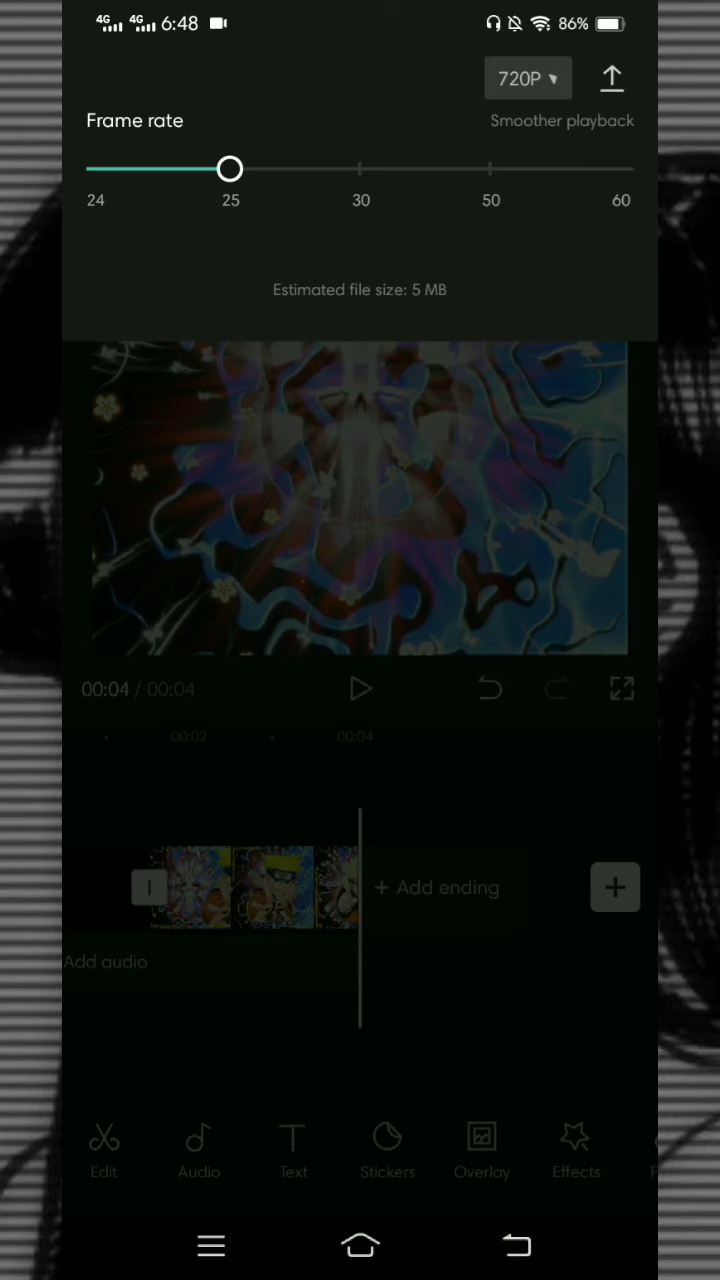 4G 4G 6:48 86%
720P
Frame rate Smoother playback
24 25 30 50 60
Estimated file size: 5 MB
00:04 / 00:04
00:02 00:04
+ Add ending +
Add audio
Edit Audio Text Stickers Overlay Effects F